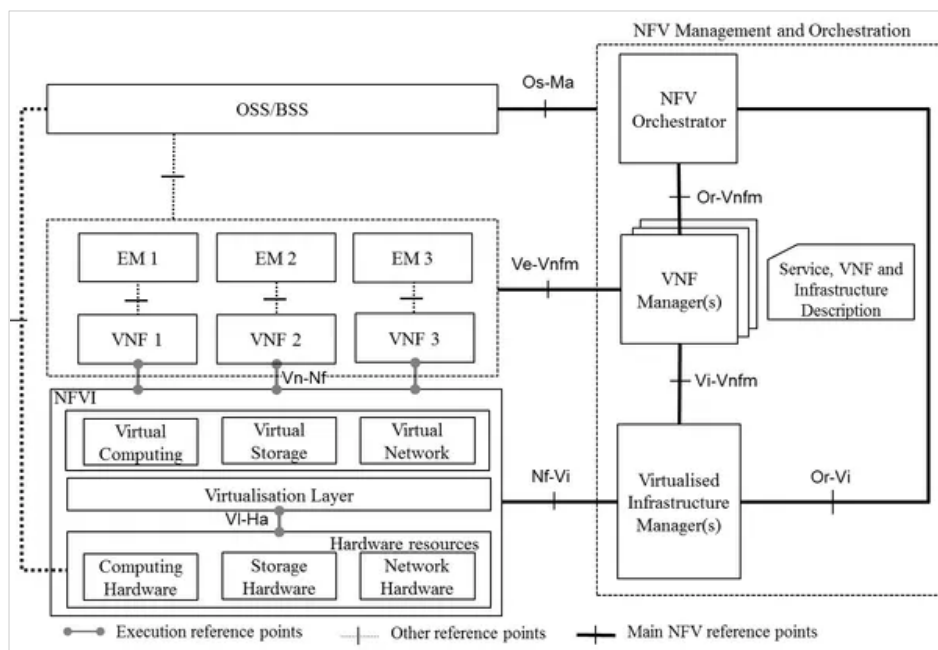 NFV Management and Orchestration
Os-Ma
OSS/BSS
NFV
Orchestrator
Or-Vnfm
EM 1
EM 2
EM 3
Ve-Vnfm
VNF
Manager(s)
Service, VNF and
Infrastructure
Description
VNF 1
VNF 2
VNF 3
Vn-Nf
Vi-Vnfm
NFVI
Virtual
Computing
Virtual
Storage
Virtual
Network
Nf-Vi
Virtualised
Infrastructure
Manager(s)
Or-Vi
Virtualisation Layer
Vl-Ha
Hardware resources
Computing
Hardware
Storage
Hardware
Network
Hardware
Execution reference points
Other reference points
Main NFV reference points